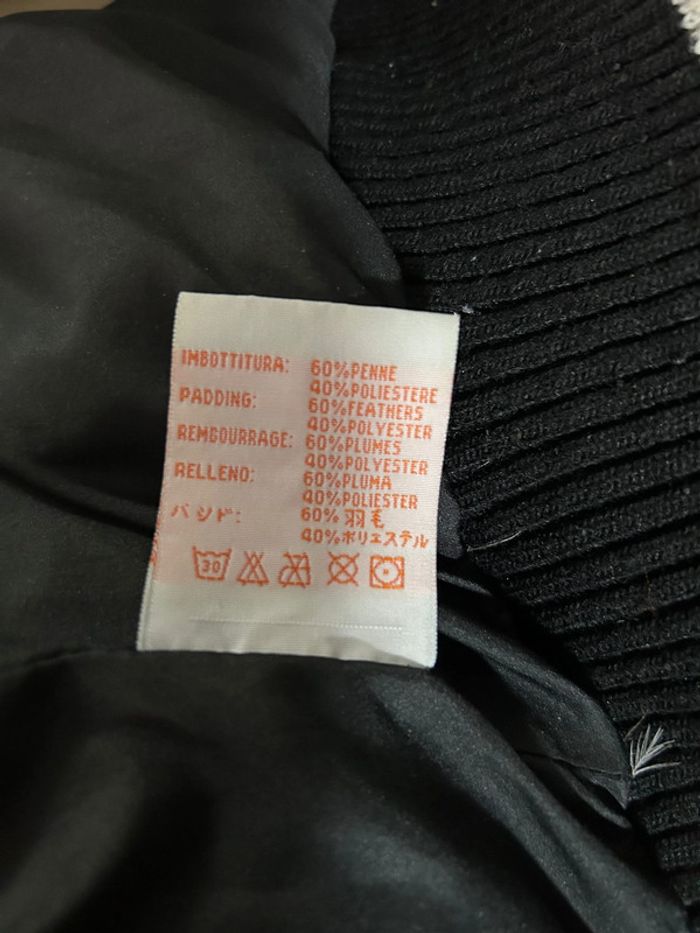 IMBOTTITURA: 60%PENNE
40%POLIESTERE
PADDING: 60%FEATHERS
40%POLYESTER
REMBOURRAGE: 60%PLUMES
40%POLYESTER
RELLENO: 60%PLUMA
40%POLIESTER
パシド: 60%羽毛
40%ポリエステル
30